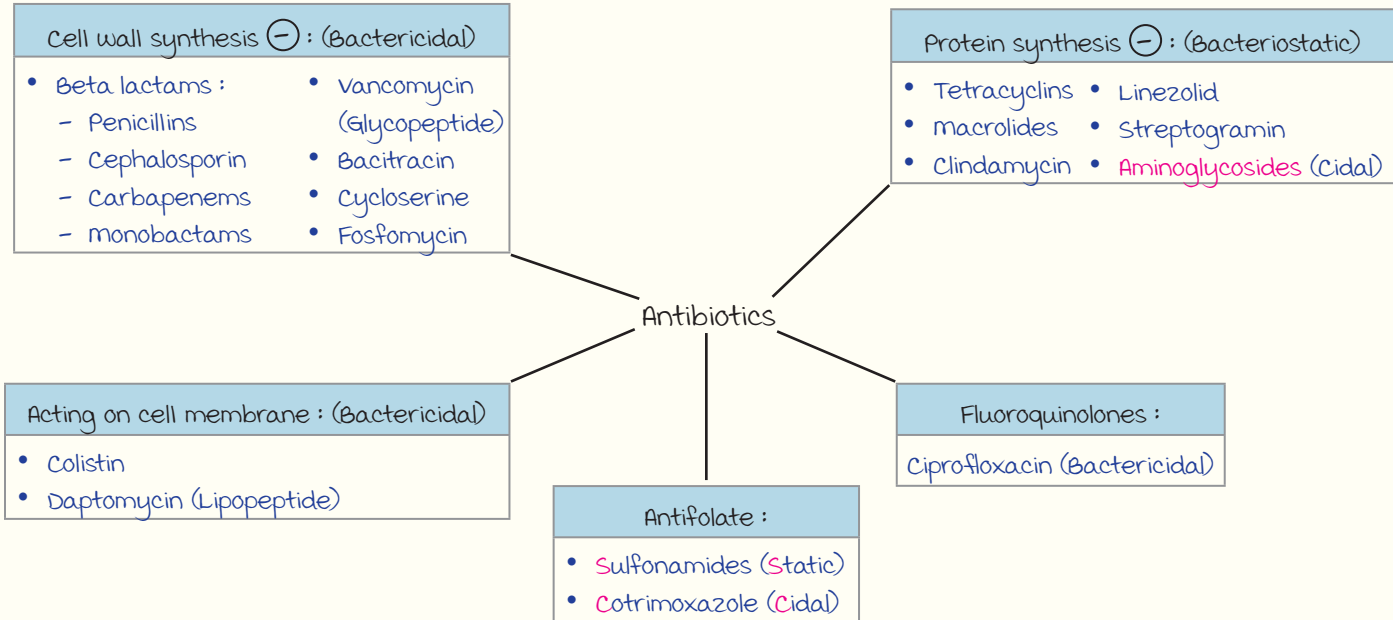 Cell wall synthesis ⊖ : (Bactericidal)
• Beta lactams :
– Penicillins
– Cephalosporin
– Carbapenems
– monobactams
• Vancomycin
(Glycopeptide)
• Bacitracin
• Cycloserine
• Fosfomycin
Protein synthesis ⊖ : (Bacteriostatic)
• Tetracyclins
• macrolides
• Clindamycin
• Linezolid
• Streptogramin
• Aminoglycosides (Cidal)
Antibiotics
Acting on cell membrane : (Bactericidal)
• Colistin
• Daptomycin (Lipopeptide)
Antifolate :
• Sulfonamides (Static)
• Cotrimoxazole (Cidal)
Fluoroquinolones :
Ciprofloxacin (Bactericidal)